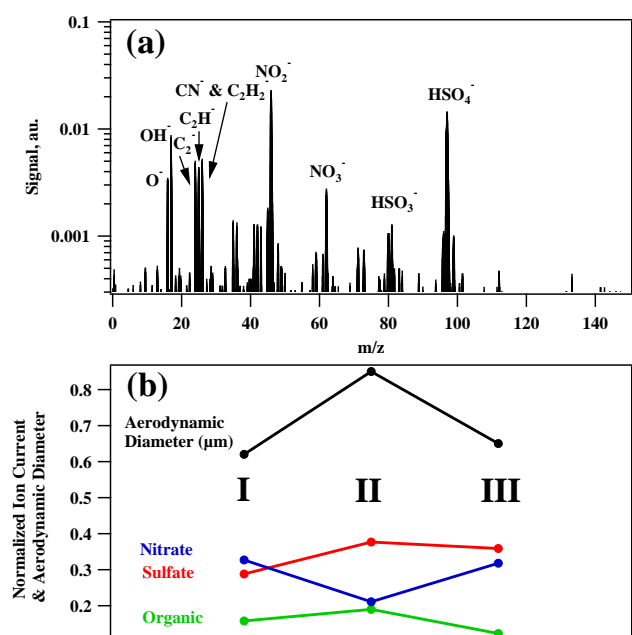 (a)
0.1
0.01
0.001
Signal, au.
NO₂⁻
CN⁻ & C₂H₂⁻
HSO₄⁻
C₂H⁻
OH⁻
C₂⁻
O⁻
NO₃⁻
HSO₃⁻
0 20 40 60 80 100 120 140
m/z
(b)
0.8
0.7
0.6
0.5
0.4
0.3
0.2
Normalized Ion Current
& Aerodynamic Diameter
Aerodynamic
Diameter (µm)
I II III
Nitrate
Sulfate
Organic